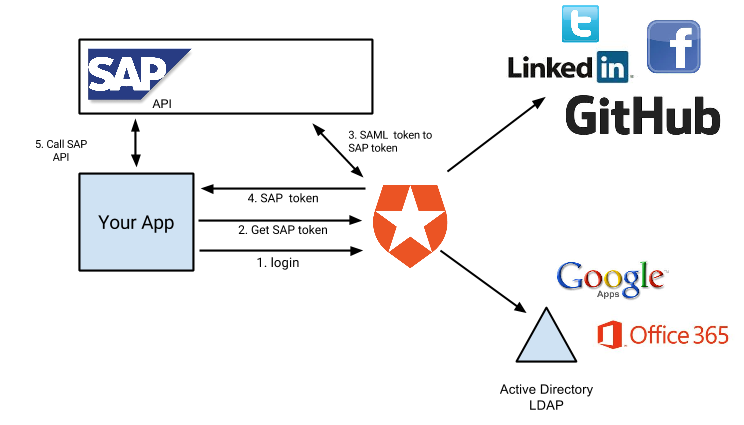 SAP
API
5. Call SAP
API
3. SAML token to
SAP token
4. SAP token
Your App
2. Get SAP token
1. login
t
f
Linked in
GitHub
Google™
Apps
Office 365
Active Directory
LDAP